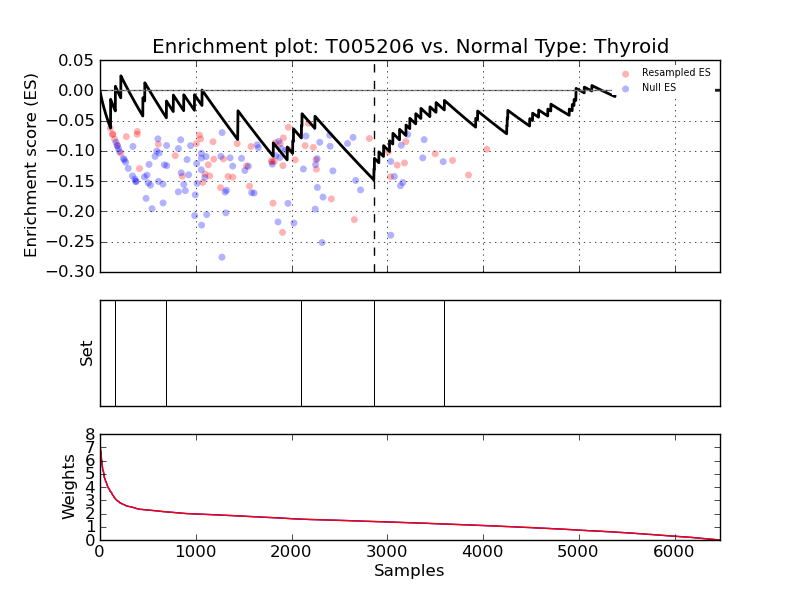 Enrichment plot: T005206 vs. Normal Type: Thyroid
Enrichment score (ES)
0.05
0.00
−0.05
−0.10
−0.15
−0.20
−0.25
−0.30
Resampled ES
Null ES
Set
Weights
8
7
6
5
4
3
2
1
0
0 1000 2000 3000 4000 5000 6000
Samples